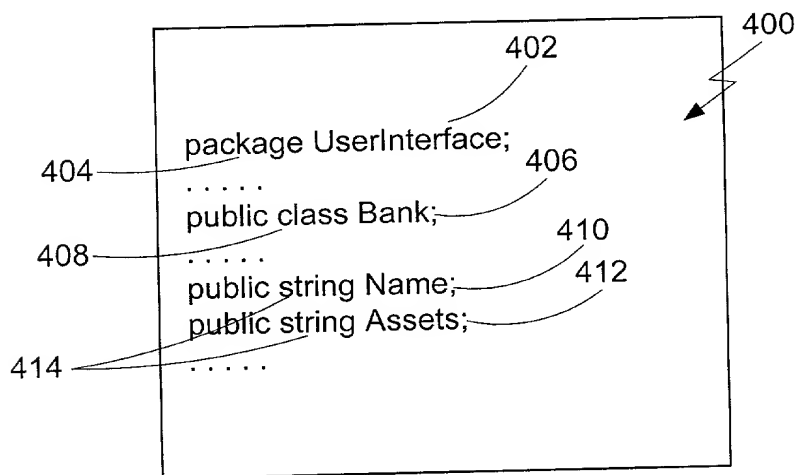 400
402
package UserInterface;
404
. . . . .
406
public class Bank;
408
. . . . .
410
public string Name;
412
public string Assets;
414
. . . . .